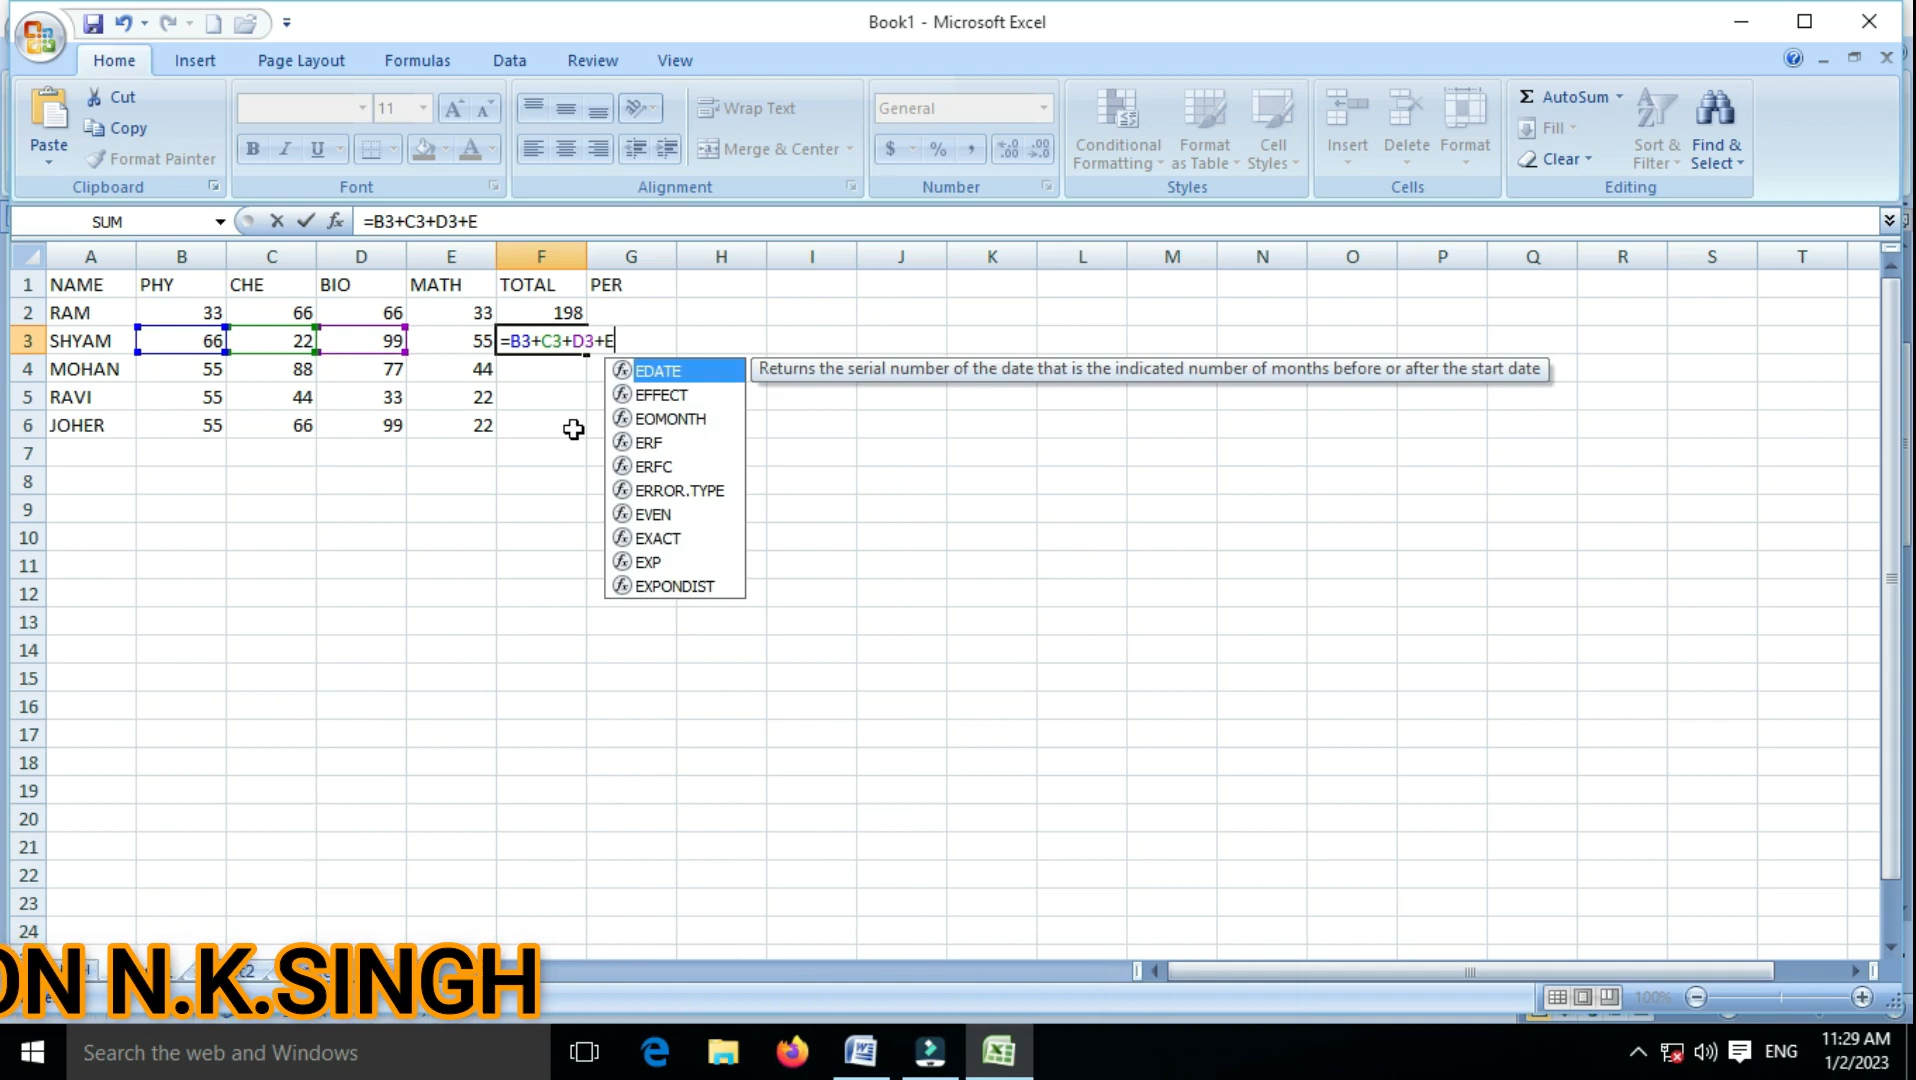 Book1 - Microsoft Excel
Home Insert Page Layout Formulas Data Review View
Paste
Cut
Copy
Format Painter
Clipboard
11
B I U
Font
Wrap Text
Merge & Center
Alignment
General
$ % ,
Number
Conditional Formatting
Format as Table
Cell Styles
Styles
Insert Delete Format
Cells
Σ AutoSum
Fill
Clear
Sort & Filter
Find & Select
Editing
SUM fx =B3+C3+D3+E
A B C D E F G H I J K L M N O P Q R S T
1 NAME PHY CHE BIO MATH TOTAL PER
2 RAM 33 66 66 33 198
3 SHYAM 66 22 99 55 =B3+C3+D3+E
4 MOHAN 55 88 77 44
5 RAVI 55 44 33 22
6 JOHER 55 66 99 22
7
8
9
10
11
12
13
14
15
16
17
18
19
20
21
22
23
24
EDATE
Returns the serial number of the date that is the indicated number of months before or after the start date
EFFECT
EOMONTH
ERF
ERFC
ERROR.TYPE
EVEN
EXACT
EXP
EXPONDIST
ON N.K.SINGH
100%
Search the web and Windows
ENG
11:29 AM
1/2/2023